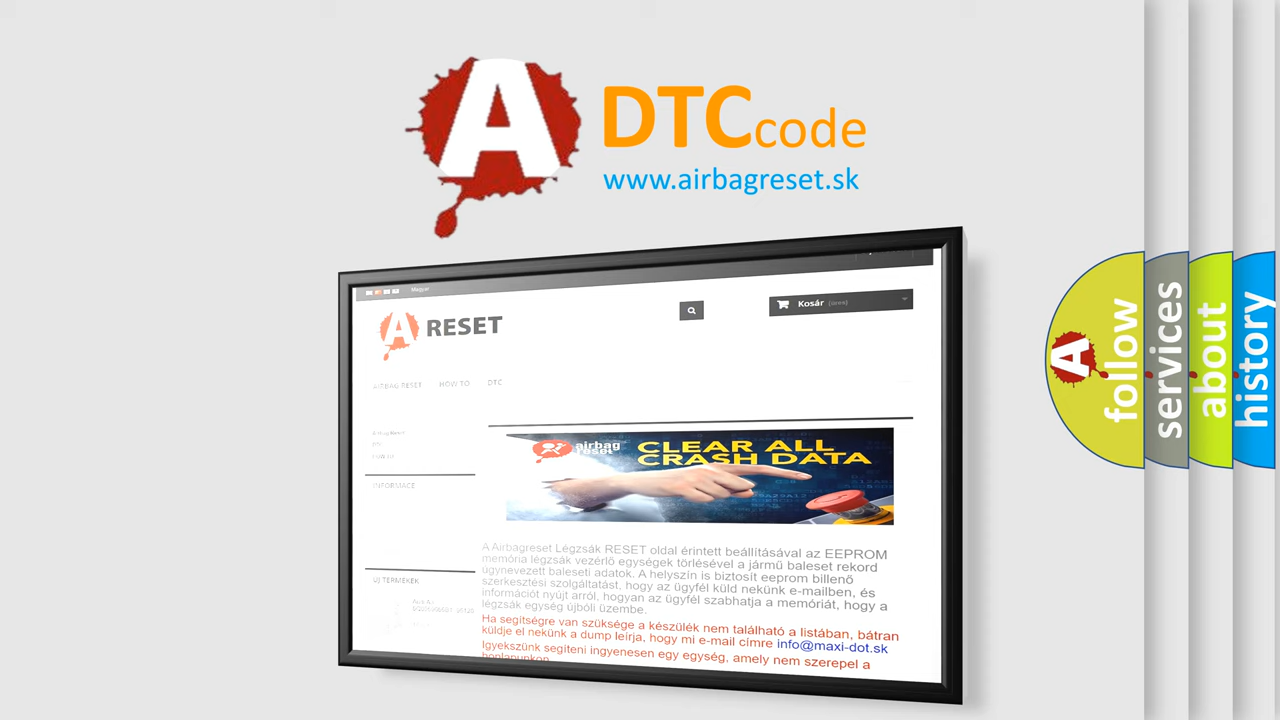 A DTCcode
www.airbagreset.sk
Magyar
Kosár (üres)
A RESET
AIRBAG RESET HOW TO DTC
INFORMACE
airbag
reset
CLEAR ALL
CRASH DATA
A Airbagreset Légzsák RESET oldal érintett beállításával az EEPROM
memória légzsák vezérlő egységek törlésével a jármű baleset rekord
úgynevezett baleseti adatok. A helyszín is biztosít eeprom billenő
szerkesztési szolgáltatást, hogy az ügyfél küld nekünk e-mailben, és
információt nyújt arról, hogyan az ügyfél szabhatja a memóriát, hogy a
légzsák egység újbóli üzembe.
Ha segítségre van szüksége a készülék nem található a listában, bátran
küldje el nekünk a dump leírja, hogy mi e-mail címre info@maxi-dot.sk
Igyekszünk segíteni ingyenesen egy egység, amely nem szerepel a
honlapunkon
ÚJ TERMÉKEK
A follow
services
about
history